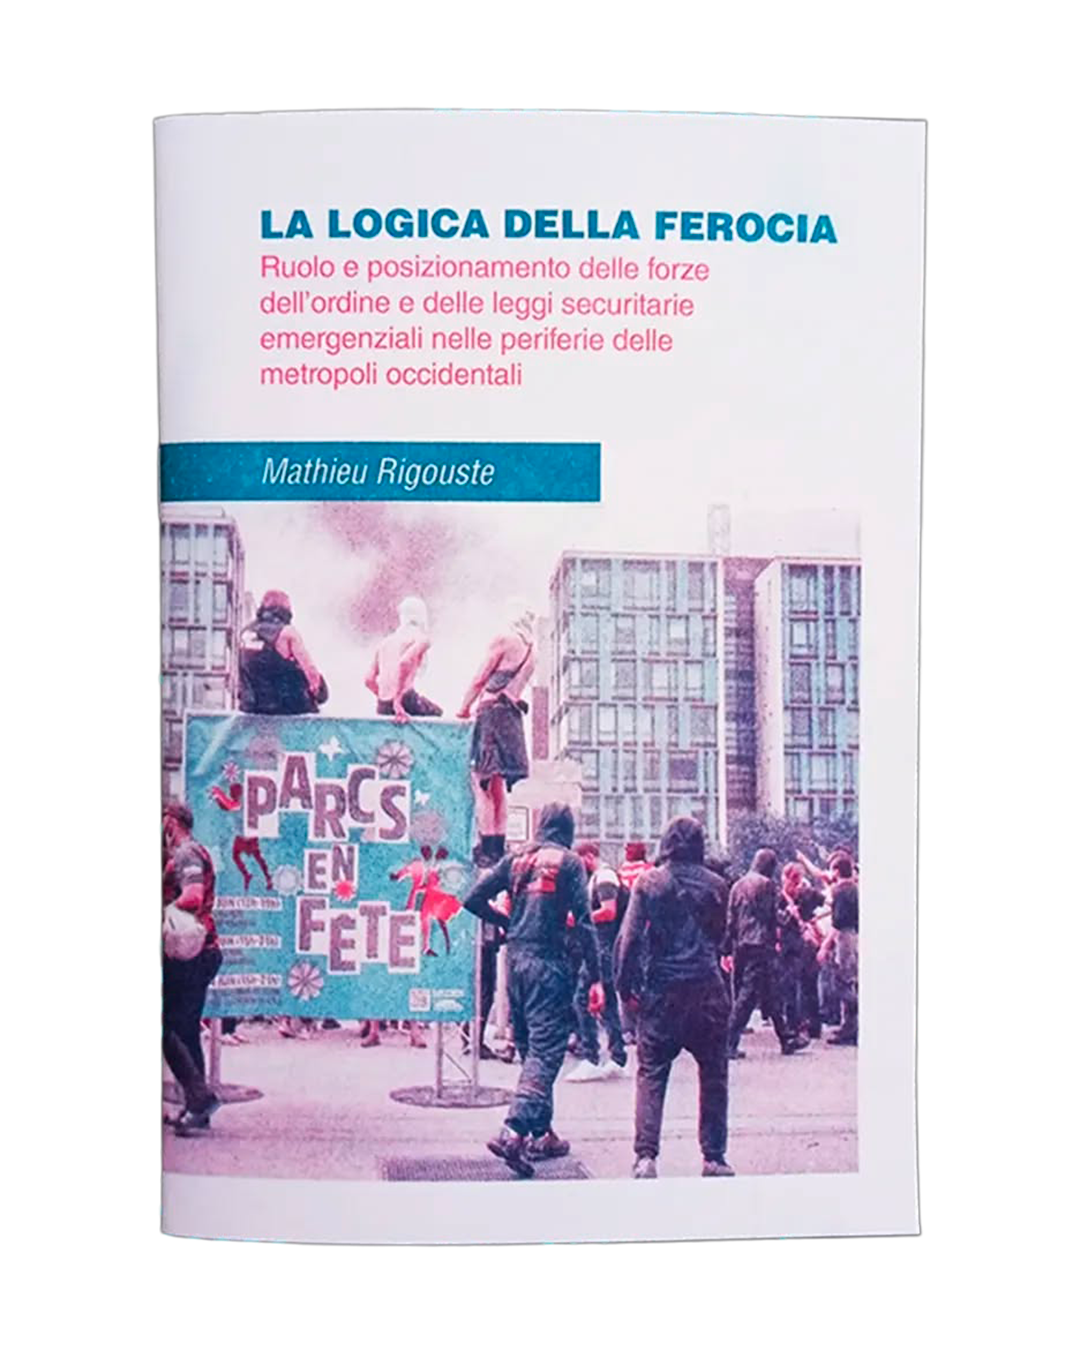 LA LOGICA DELLA FEROCIA
Ruolo e posizionamento delle forze
dell'ordine e delle leggi securitarie
emergenziali nelle periferie delle
metropoli occidentali
Mathieu Rigouste
PARCS
EN
FÊTE